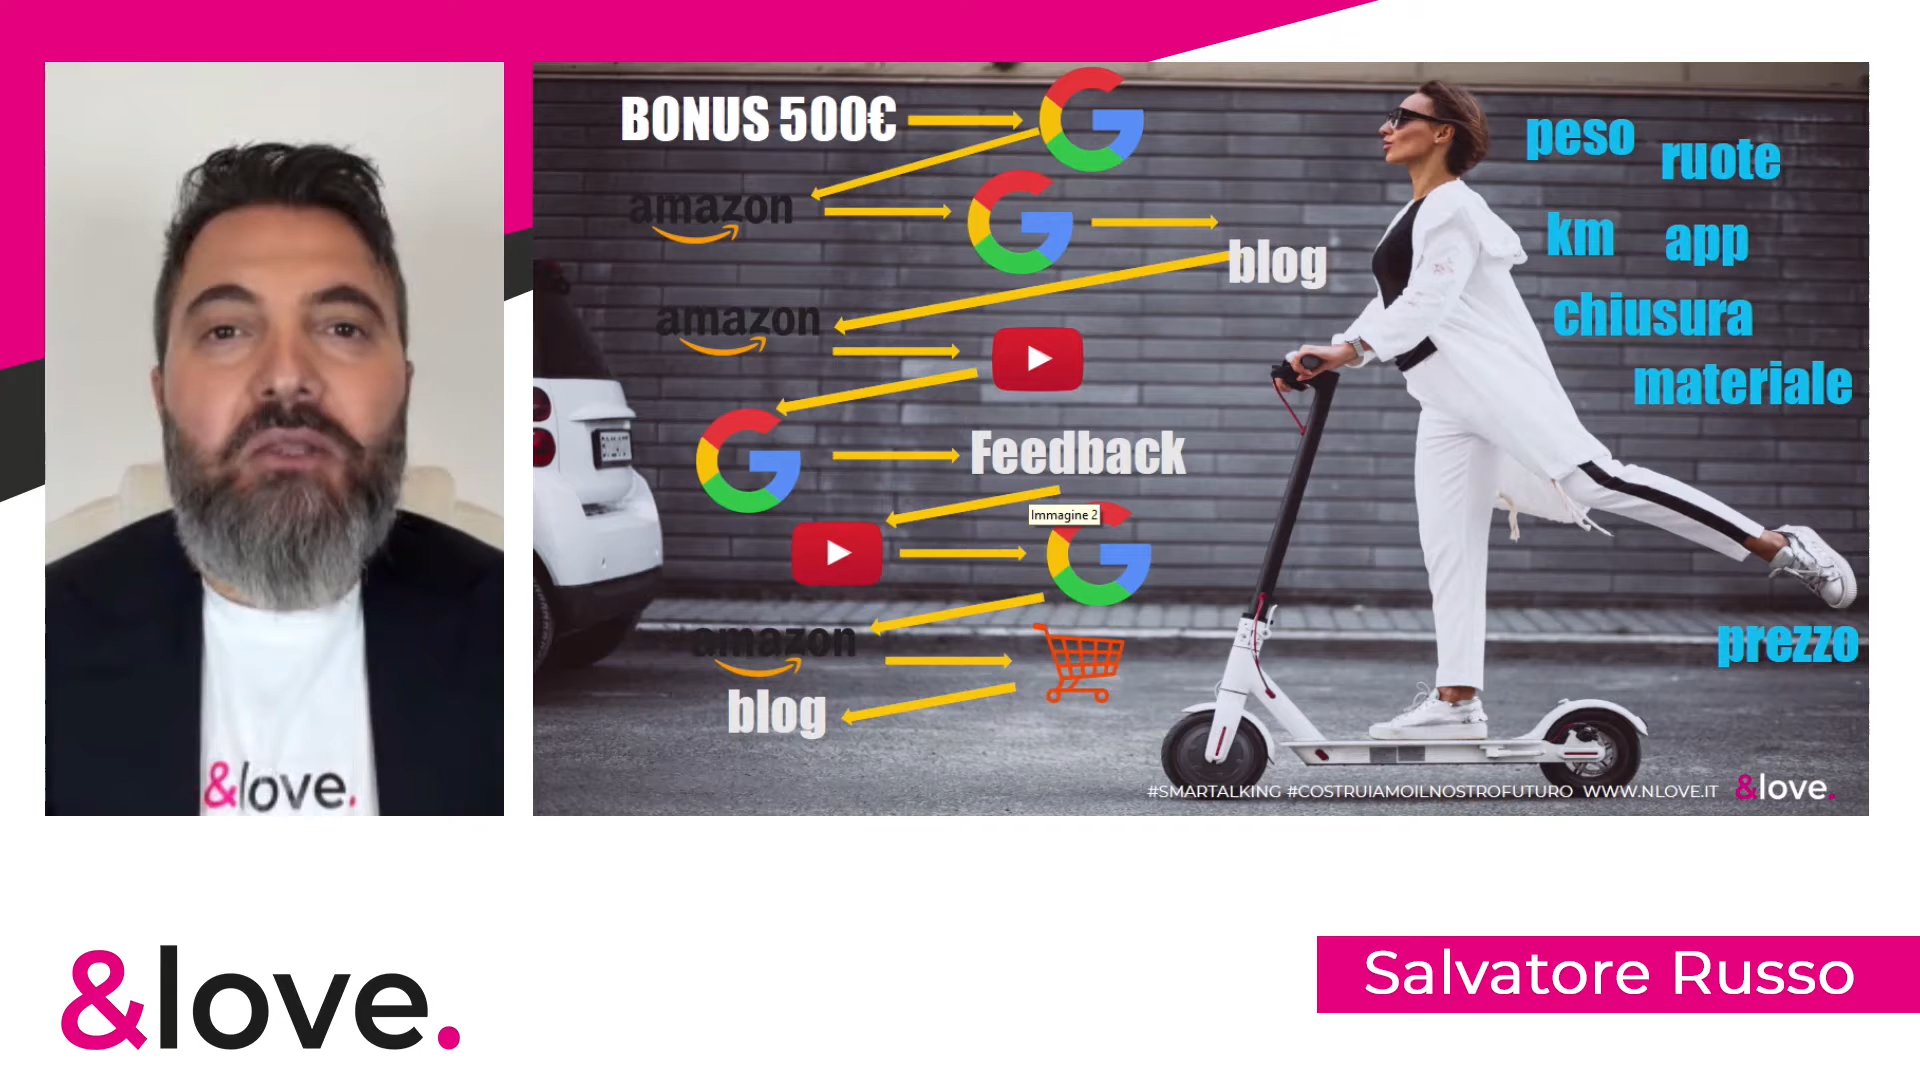 BONUS 500€
amazon
blog
amazon
Feedback
Immagine 2
amazon
blog
peso
ruote
km
app
chiusura
materiale
prezzo
#SMARTALKING #COSTRUIAMOILNOSTROFUTURO WWW.NLOVE.IT &love.
&love.
&love.
Salvatore Russo